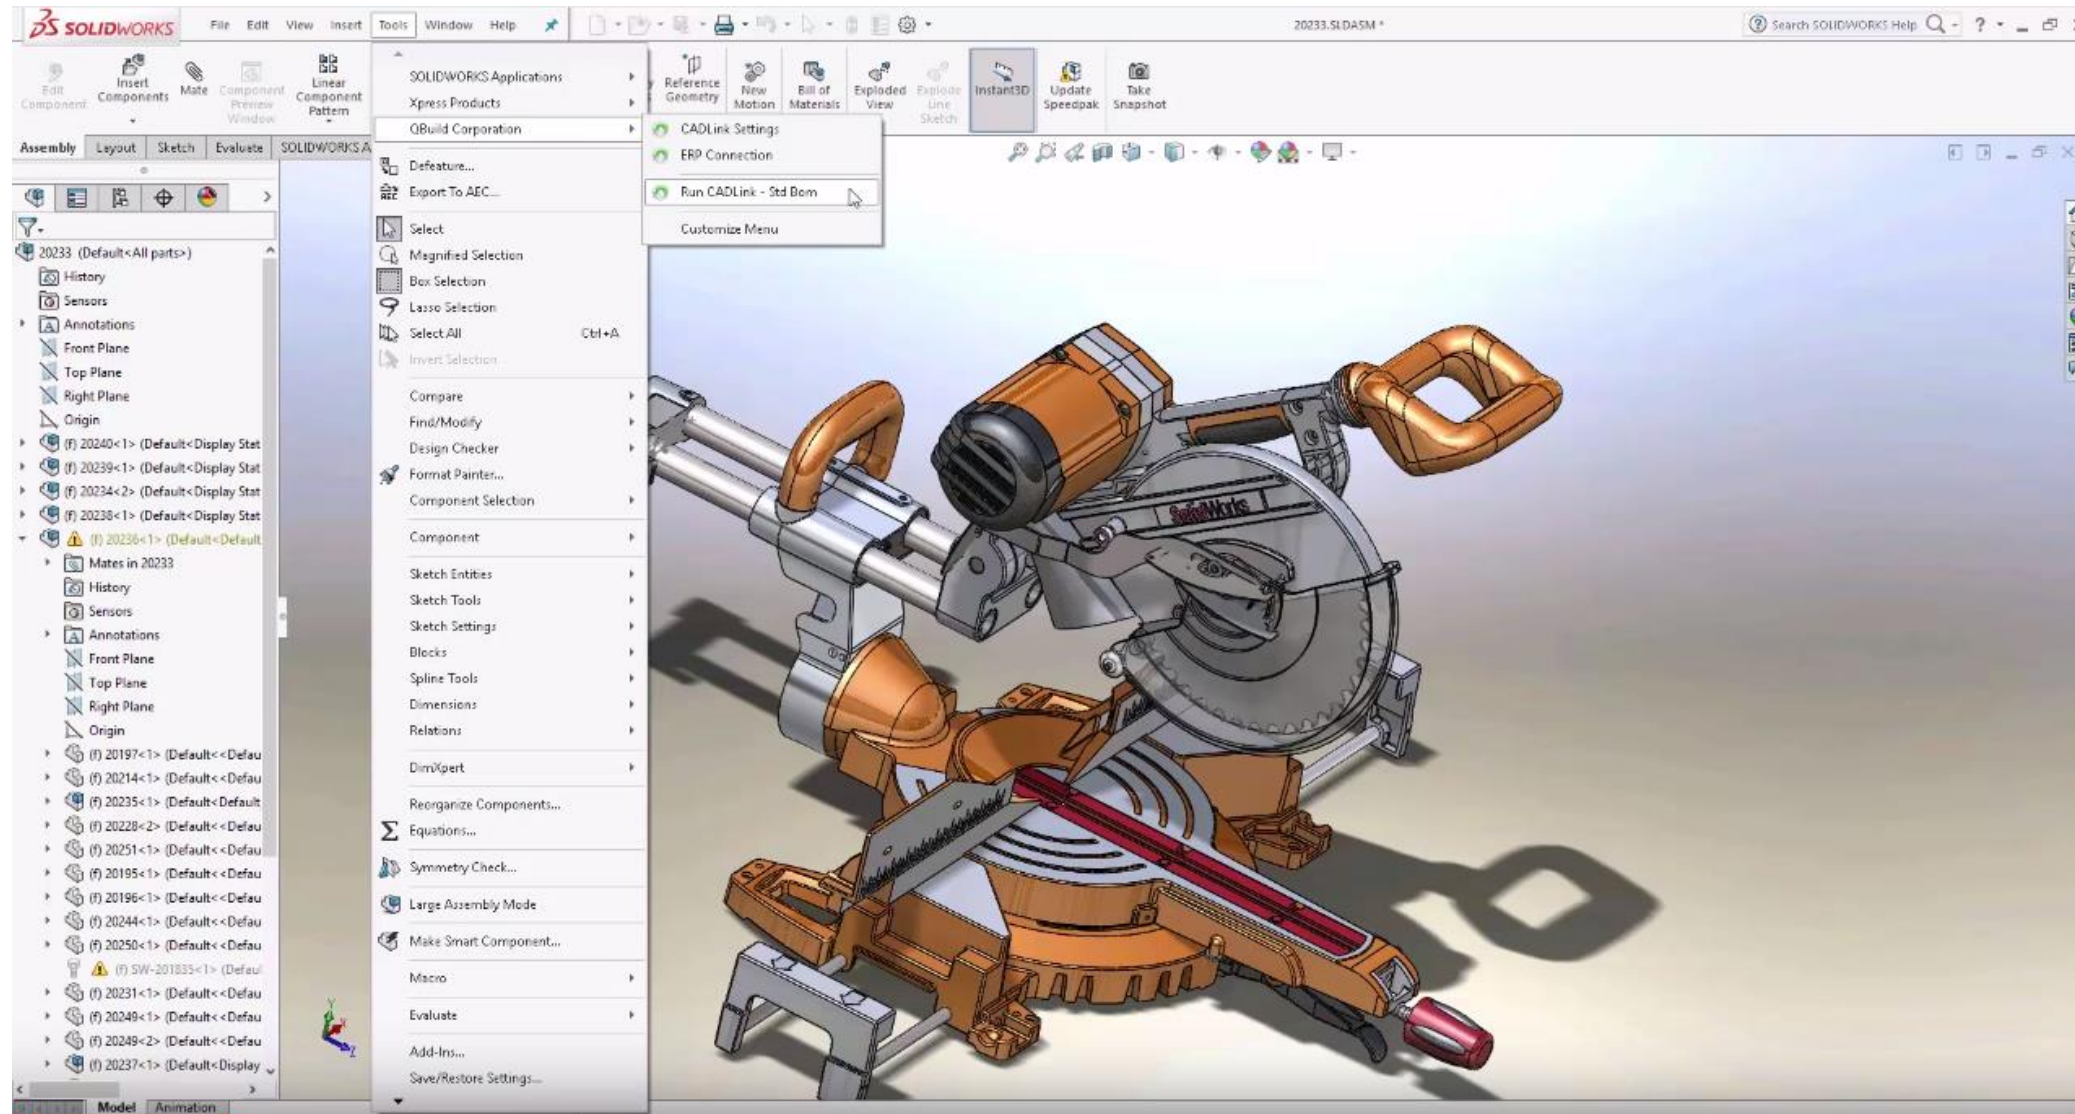 SOLIDWORKS
File Edit View Insert Tools Window Help
20233.SLDASM *
Search SOLIDWORKS Help
Edit Component
Insert Components
Mate
Component Preview Window
Linear Component Pattern
Reference Geometry
New Motion
Bill of Materials
Exploded View
Explode Line Sketch
Instant3D
Update Speedpak
Take Snapshot
Assembly Layout Sketch Evaluate SOLIDWORKS A
20233 (Default<All parts>)
History
Sensors
Annotations
Front Plane
Top Plane
Right Plane
Origin
(f) 20240<1> (Default<Display Stat
(f) 20239<1> (Default<Display Stat
(f) 20234<2> (Default<Display Stat
(f) 20238<1> (Default<Display Stat
(f) 20236<1> (Default<Default
Mates in 20233
History
Sensors
Annotations
Front Plane
Top Plane
Right Plane
Origin
(f) 20197<1> (Default<<Defau
(f) 20214<1> (Default<<Defau
(f) 20235<1> (Default<Default
(f) 20228<2> (Default<<Defau
(f) 20251<1> (Default<<Defau
(f) 20195<1> (Default<<Defau
(f) 20196<1> (Default<<Defau
(f) 20244<1> (Default<<Defau
(f) 20250<1> (Default<<Defau
(f) SW-201835<1> (Defaul
(f) 20231<1> (Default<<Defau
(f) 20249<1> (Default<<Defau
(f) 20249<2> (Default<<Defau
(f) 20237<1> (Default<Display
Model Animation
SOLIDWORKS Applications
Xpress Products
QBuild Corporation
Defeature...
Export To AEC...
Select
Magnified Selection
Box Selection
Lasso Selection
Select All Ctrl+A
Invert Selection
Compare
Find/Modify
Design Checker
Format Painter...
Component Selection
Component
Sketch Entities
Sketch Tools
Sketch Settings
Blocks
Spline Tools
Dimensions
Relations
DimXpert
Reorganize Components...
Equations...
Symmetry Check...
Large Assembly Mode
Make Smart Component...
Macro
Evaluate
Add-Ins...
Save/Restore Settings...
CADLink Settings
ERP Connection
Run CADLink - Std Bom
Customize Menu
SolidWorks
Y
X
Z